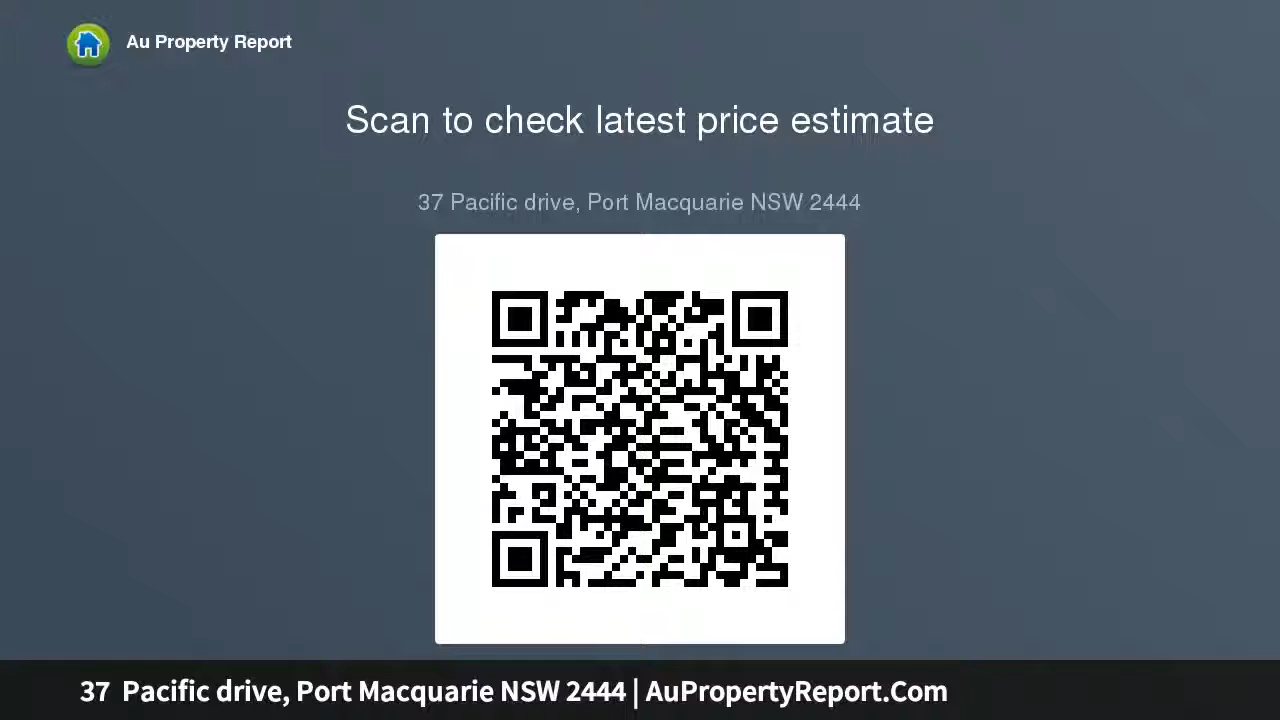 Au Property Report
Scan to check latest price estimate
37 Pacific drive, Port Macquarie NSW 2444
37  Pacific drive, Port Macquarie NSW 2444 | AuPropertyReport.Com